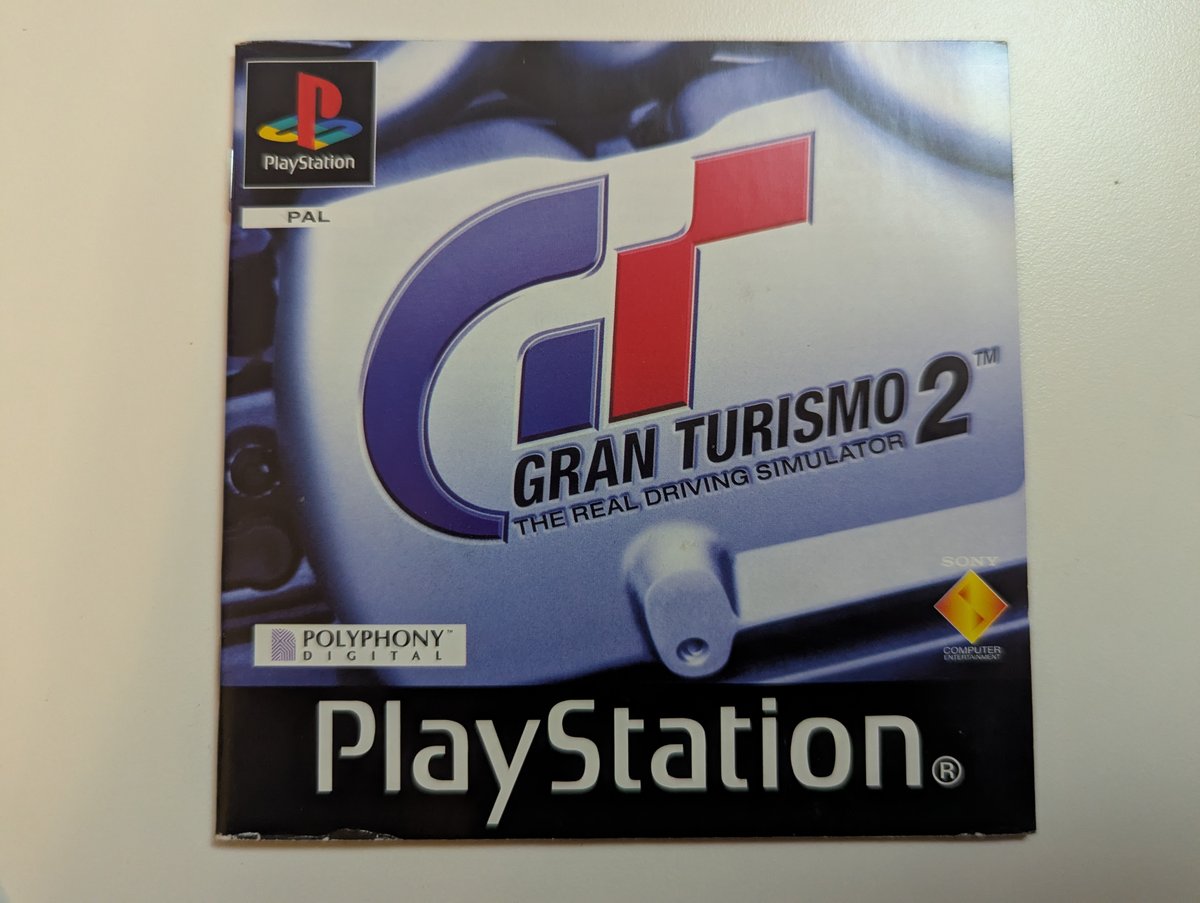 PlayStation
PAL
GRAN TURISMO 2™
THE REAL DRIVING SIMULATOR
SONY
COMPUTER
ENTERTAINMENT
POLYPHONY™
DIGITAL
PlayStation®